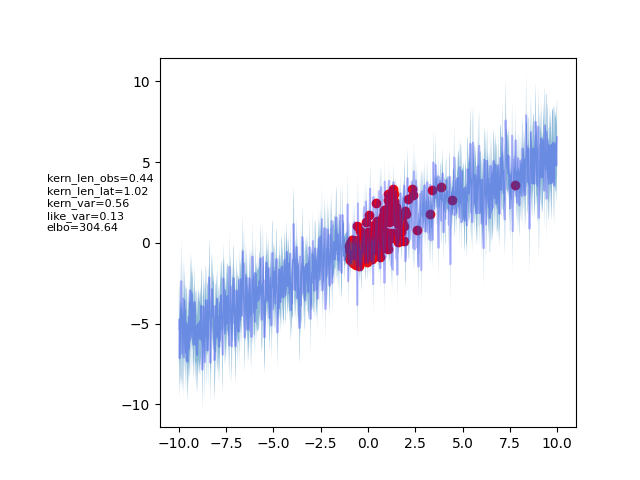 10
5
kern_len_obs=0.44
kern_len_lat=1.02
kern_var=0.56
like_var=0.13
elbo=304.64
0
−5
−10
−10.0 −7.5 −5.0 −2.5 0.0 2.5 5.0 7.5 10.0